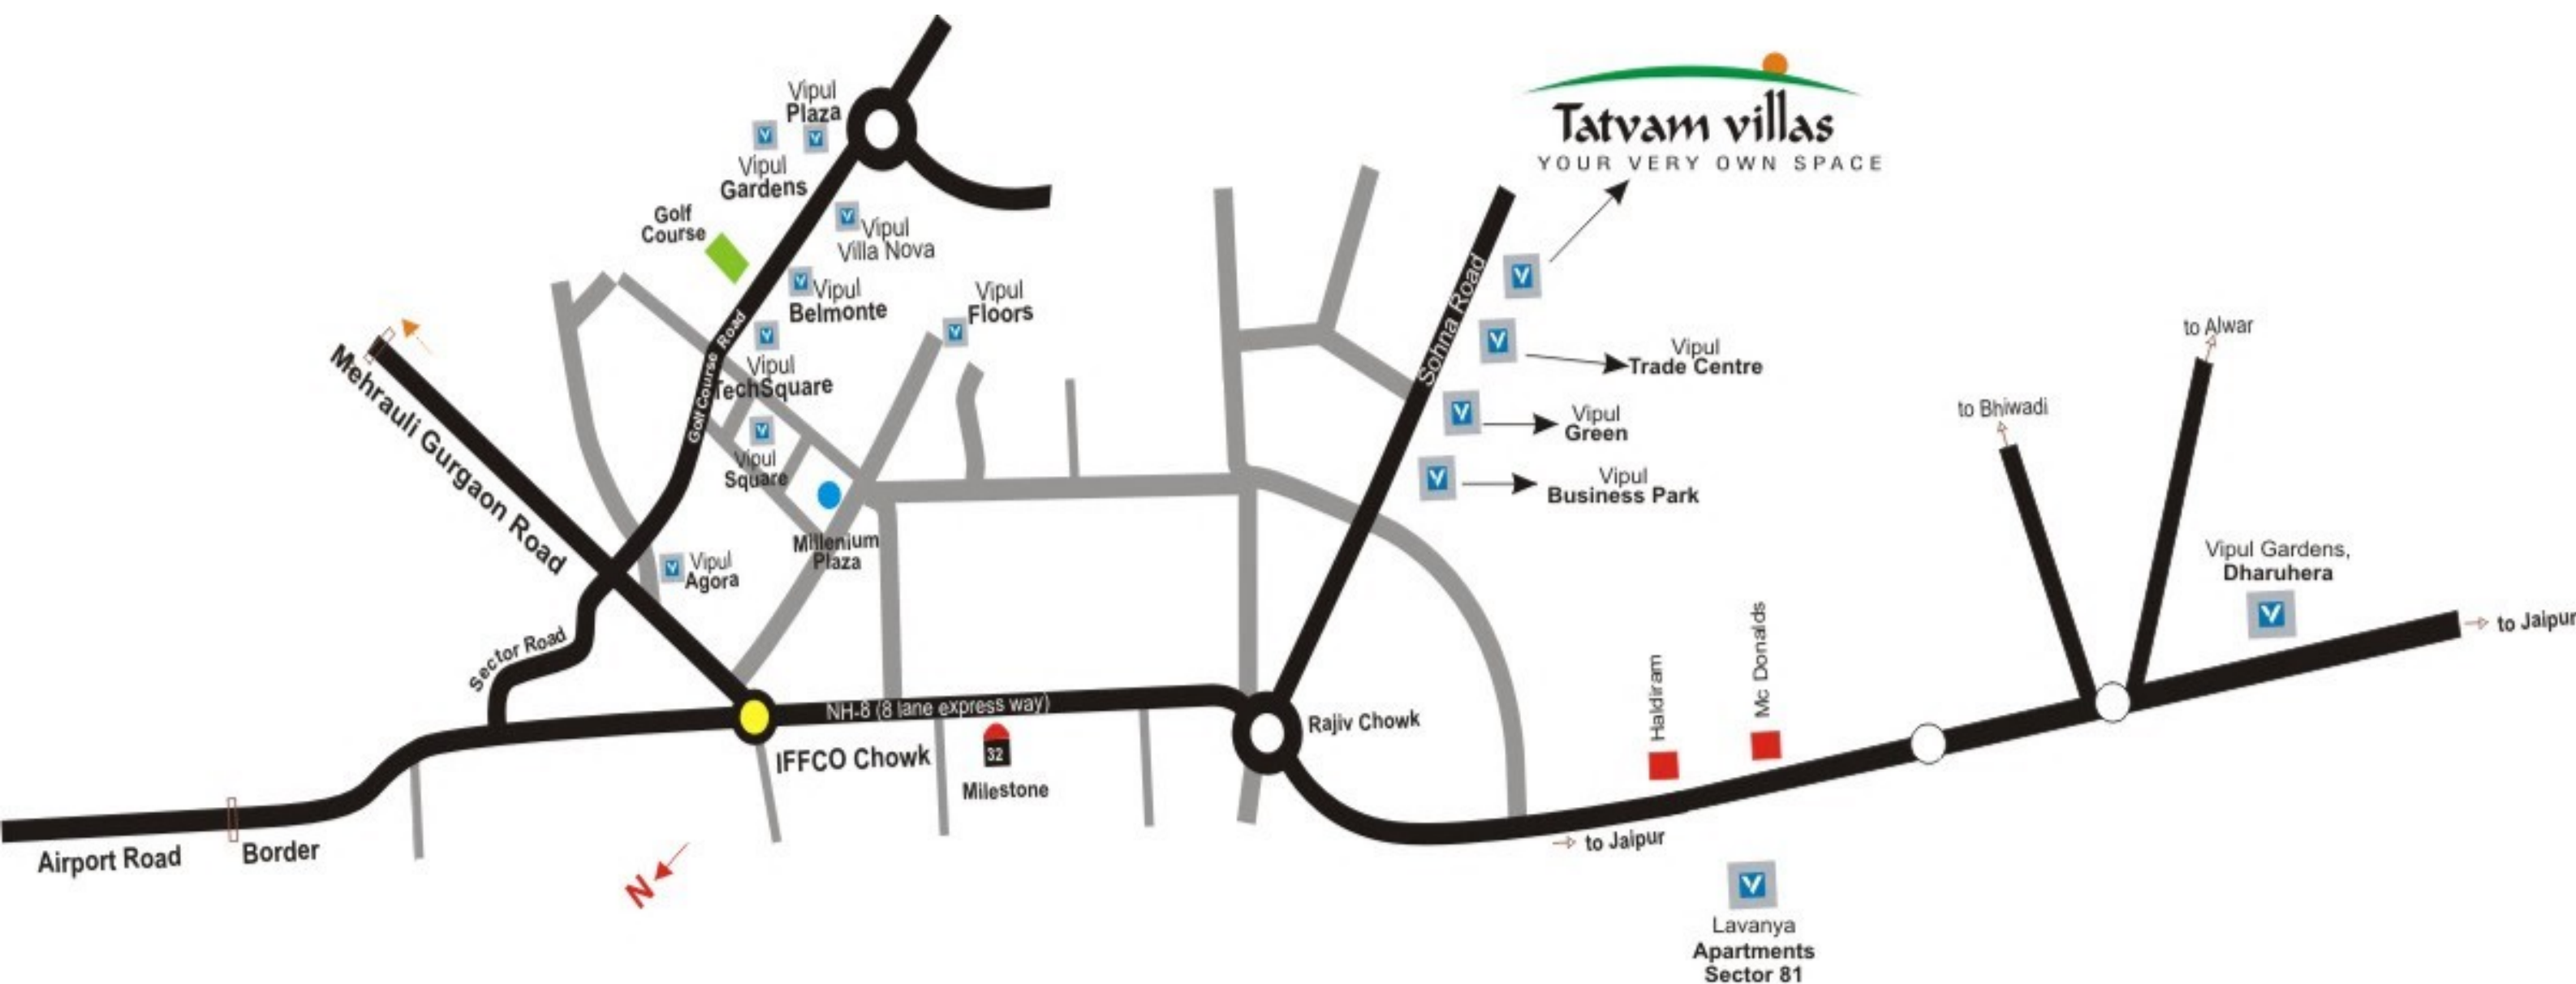 Vipul
Plaza
Vipul
Gardens
Golf
Course
Vipul
Villa Nova
Vipul
Belmonte
Vipul
Floors
Golf Course Road
Vipul
TechSquare
Vipul
Square
Millenium
Plaza
Vipul
Agora
Mehrauli Gurgaon Road
Sector Road
NH-8 (8 lane express way)
IFFCO Chowk
32
Milestone
Airport Road
Border
N
Rajiv Chowk
Sohna Road
Tatvam villas
YOUR VERY OWN SPACE
Vipul
Trade Centre
Vipul
Green
Vipul
Business Park
Haldiram
Mc Donalds
to Jaipur
Lavanya
Apartments
Sector 81
to Bhiwadi
to Alwar
Vipul Gardens,
Dharuhera
to Jaipur